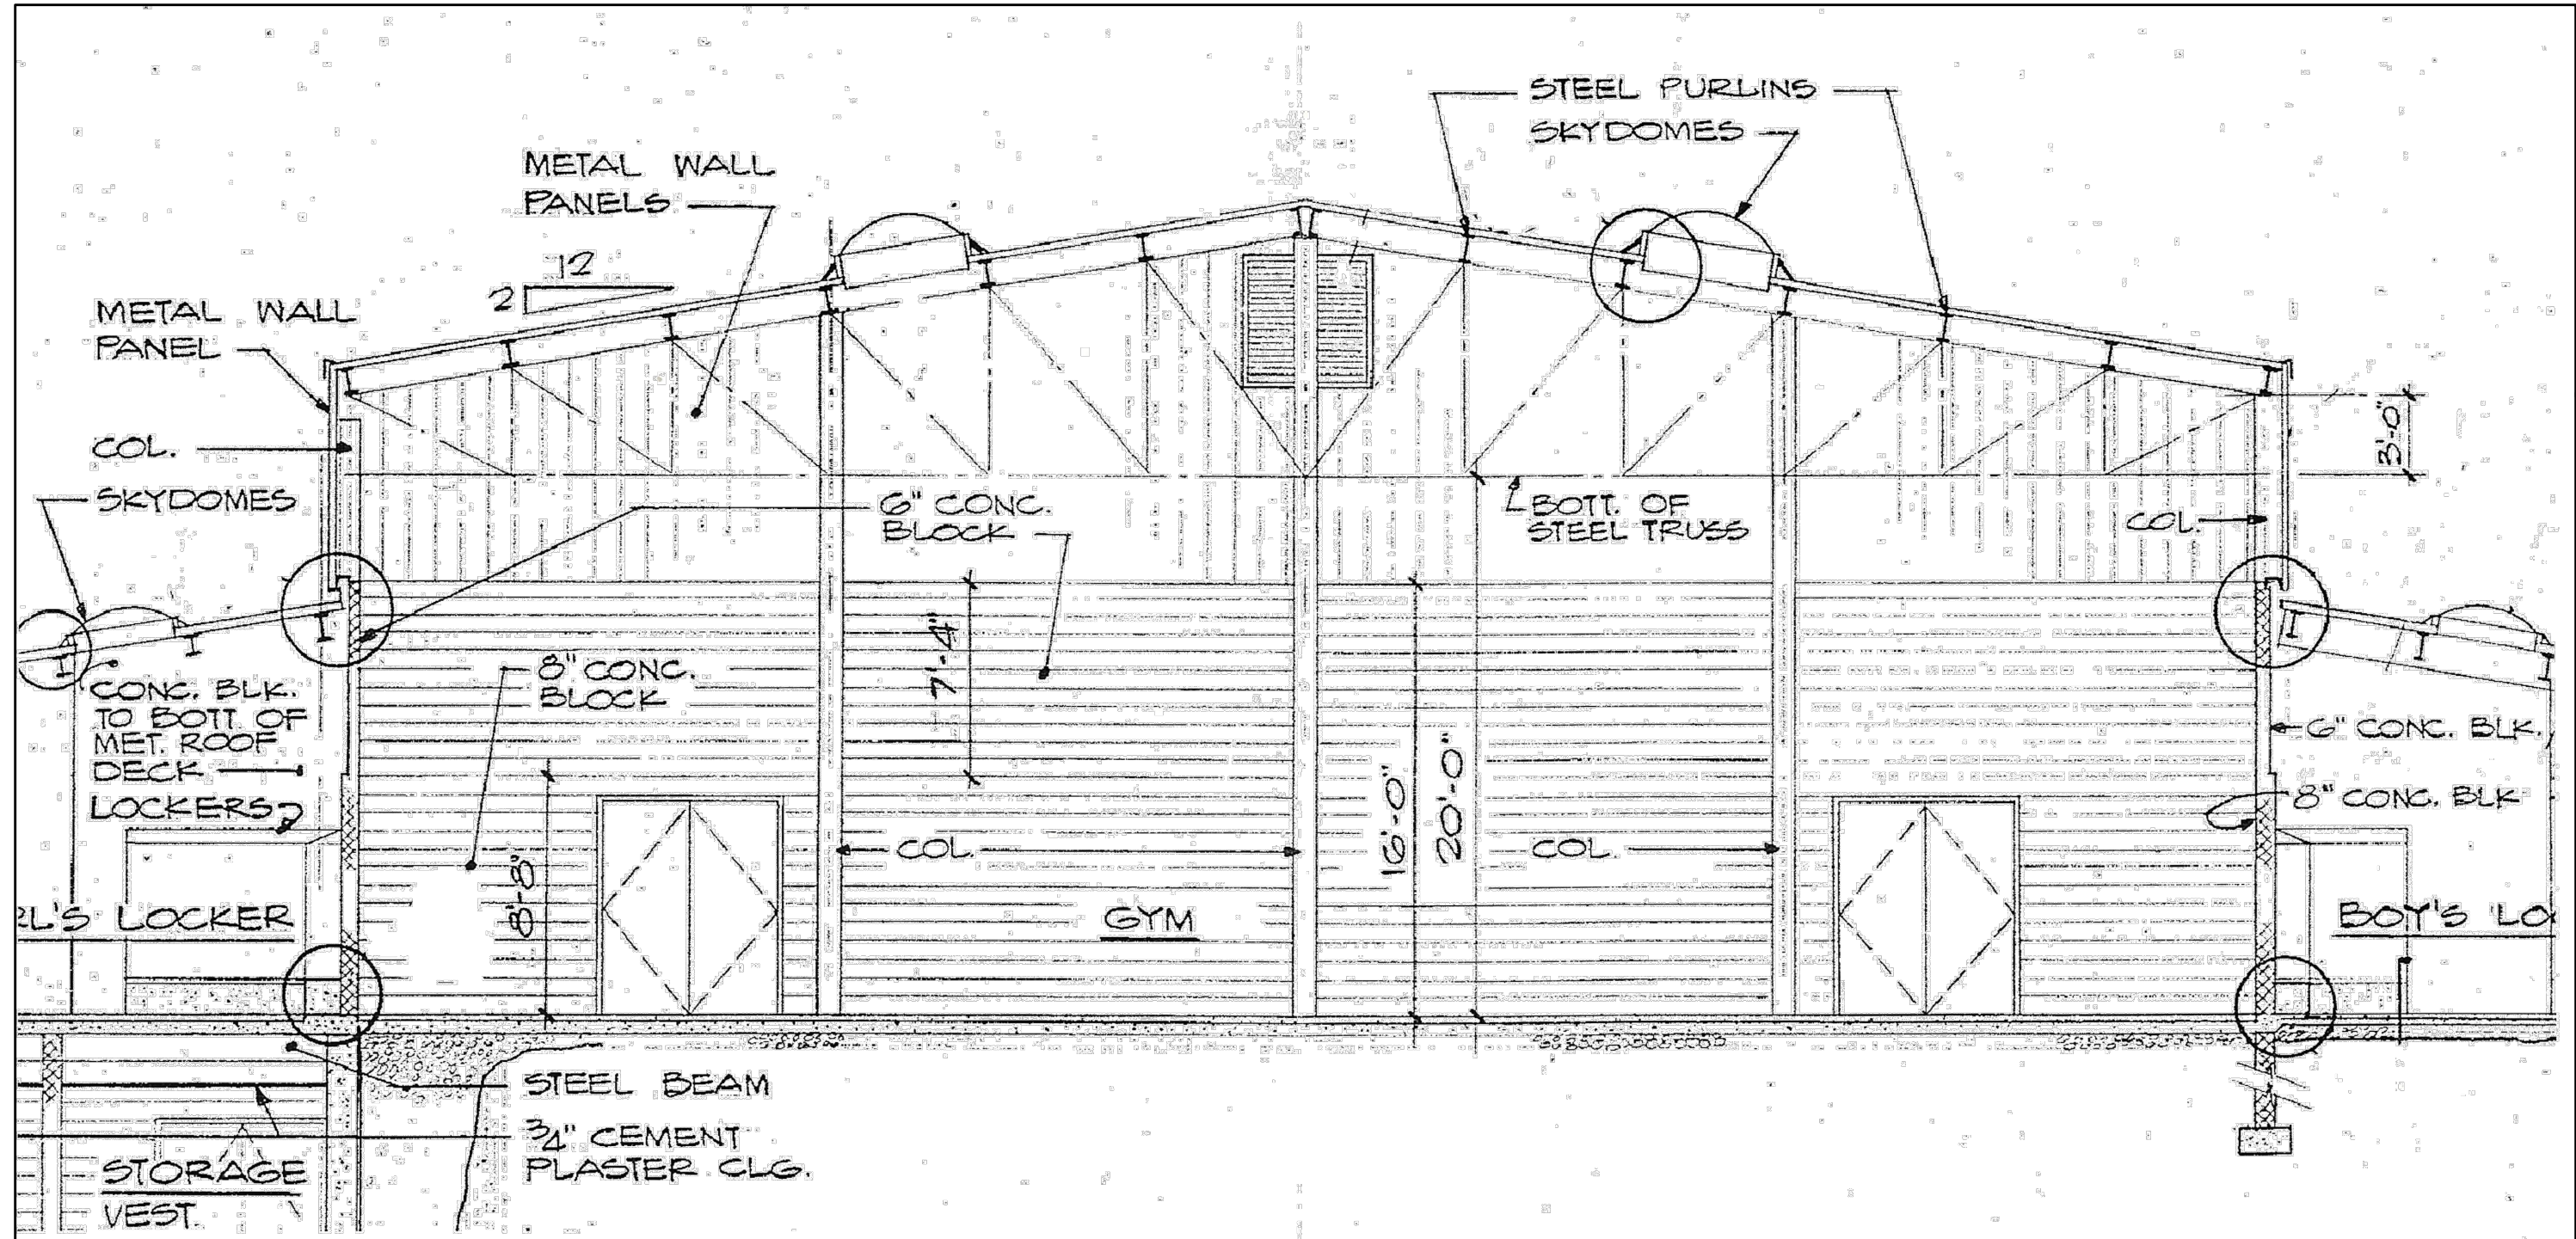 STEEL PURLINS
SKYDOMES
METAL WALL
PANELS
12
2
METAL WALL
PANEL
COL.
SKYDOMES
6" CONC.
BLOCK
BOTT. OF
STEEL TRUSS
3'-0"
COL.
8" CONC.
BLOCK
7'-4"
CONC. BLK.
TO BOTT. OF
MET. ROOF
DECK
LOCKERS
6" CONC. BLK.
8" CONC. BLK
16'-0"
20'-0"
COL.
COL.
8'-8"
RL'S LOCKER
GYM
BOY'S LO
STEEL BEAM
3/4" CEMENT
PLASTER CLG.
STORAGE
VEST.